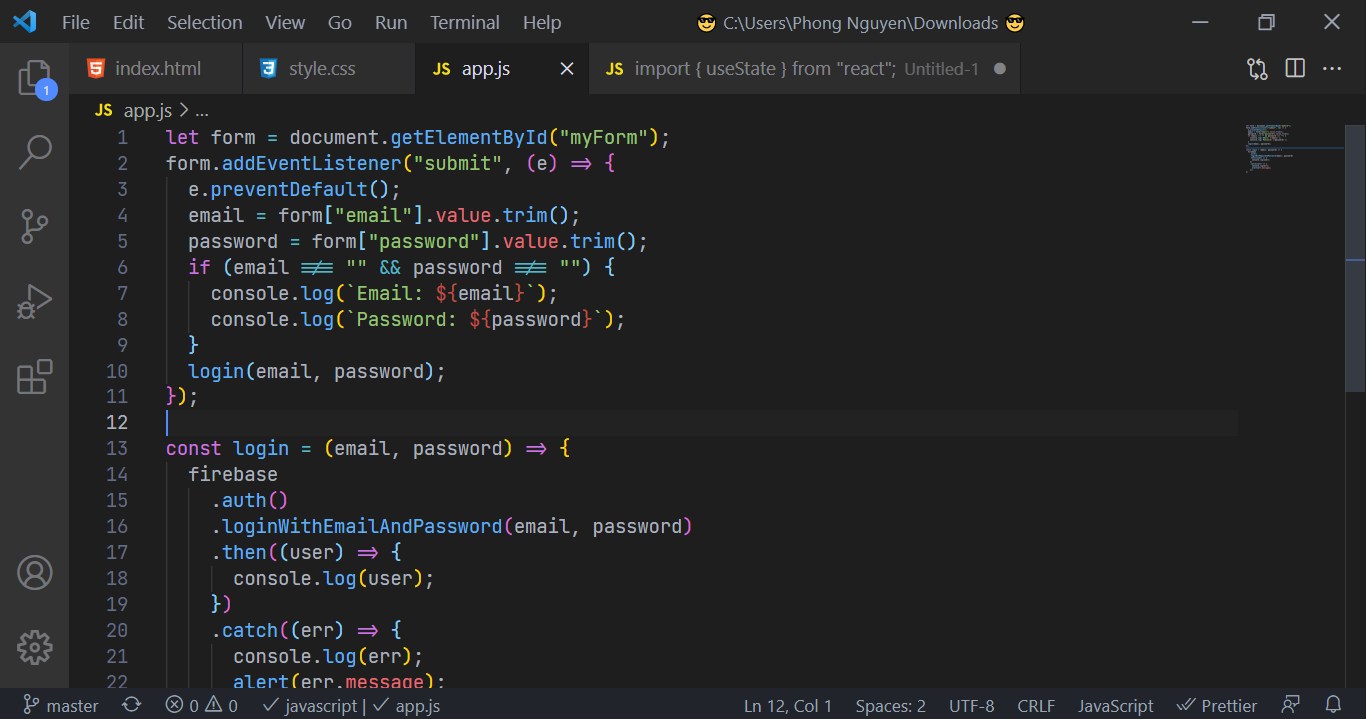 File Edit Selection View Go Run Terminal Help 😎 C:\Users\Phong Nguyen\Downloads 😎
index.html style.css JS app.js JS import { useState } from "react"; Untitled-1
1
JS app.js > ...
1 let form = document.getElementById("myForm");
2 form.addEventListener("submit", (e) => {
3 e.preventDefault();
4 email = form["email"].value.trim();
5 password = form["password"].value.trim();
6 if (email !== "" && password !== "") {
7 console.log(`Email: ${email}`);
8 console.log(`Password: ${password}`);
9 }
10 login(email, password);
11 });
12
13 const login = (email, password) => {
14 firebase
15 .auth()
16 .loginWithEmailAndPassword(email, password)
17 .then((user) => {
18 console.log(user);
19 })
20 .catch((err) => {
21 console.log(err);
22 alert(err.message);
master 0 0 javascript | app.js Ln 12, Col 1 Spaces: 2 UTF-8 CRLF JavaScript Prettier